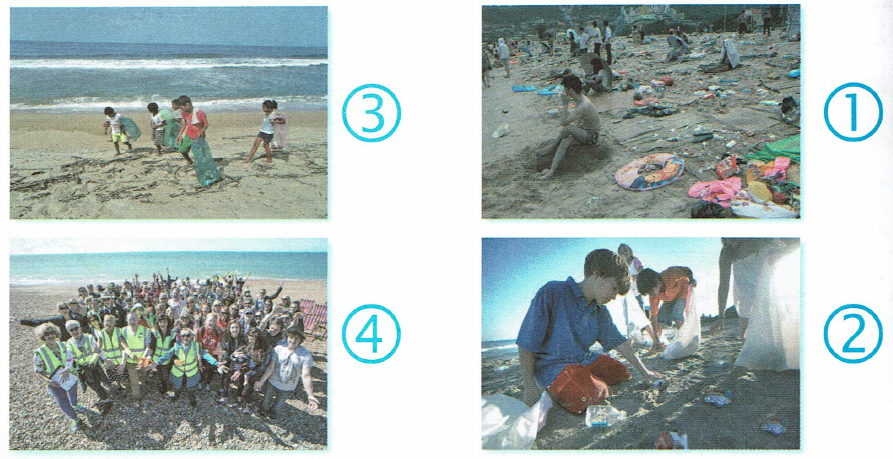 ①
③
②
④